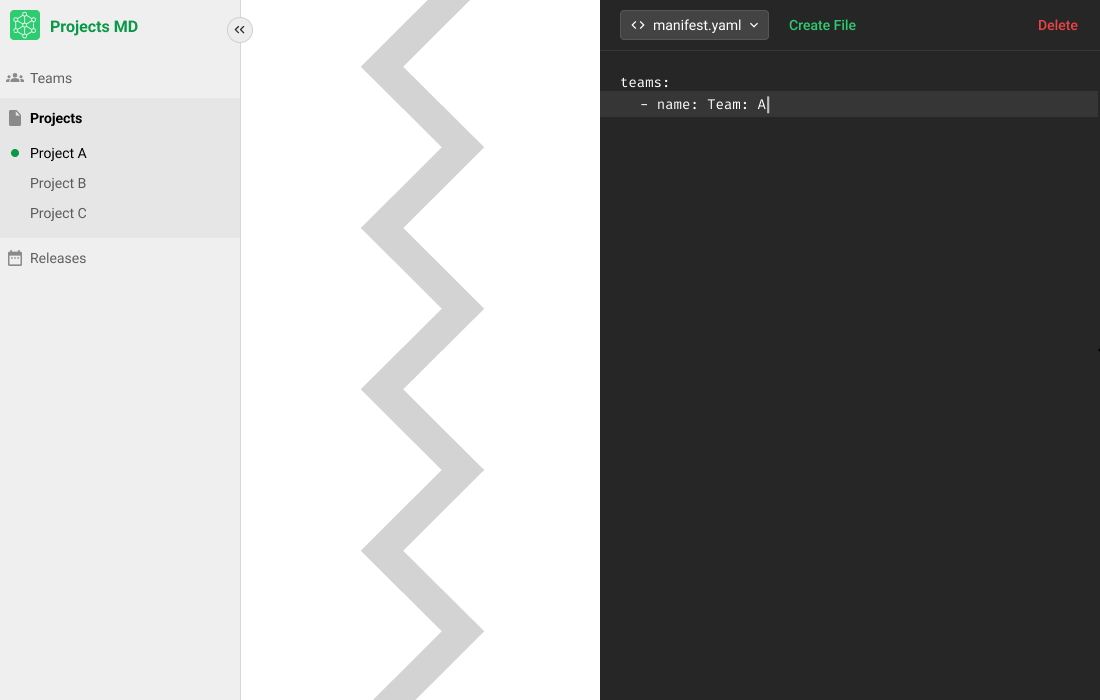 Projects MD
Teams
Projects
Project A
Project B
Project C
Releases
manifest.yaml
Create File
Delete
teams:
- name: Team: A